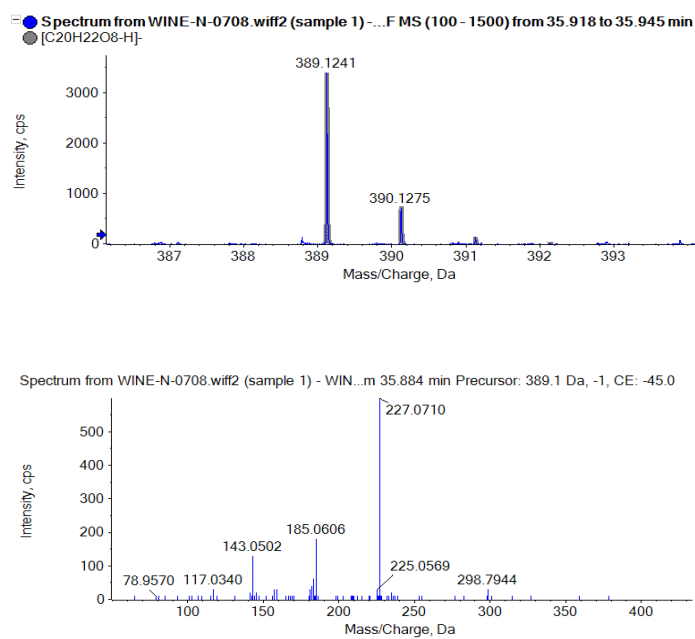 Spectrum from WINE-N-0708.wiff2 (sample 1) -...F MS (100 - 1500) from 35.918 to 35.945 min
[C20H22O8-H]-
389.1241
3000
390.1275
1000
0
387 388 389 390 391 392 393
Mass/Charge, Da
Intensity, cps
Spectrum from WINE-N-0708.wiff2 (sample 1) - WIN...m 35.884 min Precursor: 389.1 Da, -1, CE: -45.0
227.0710
500
400
300
200
185.0606
143.0502
100
225.0569
78.9570 117.0340 298.7944
0
100 150 200 250 300 350 400
Mass/Charge, Da
Intensity, cps